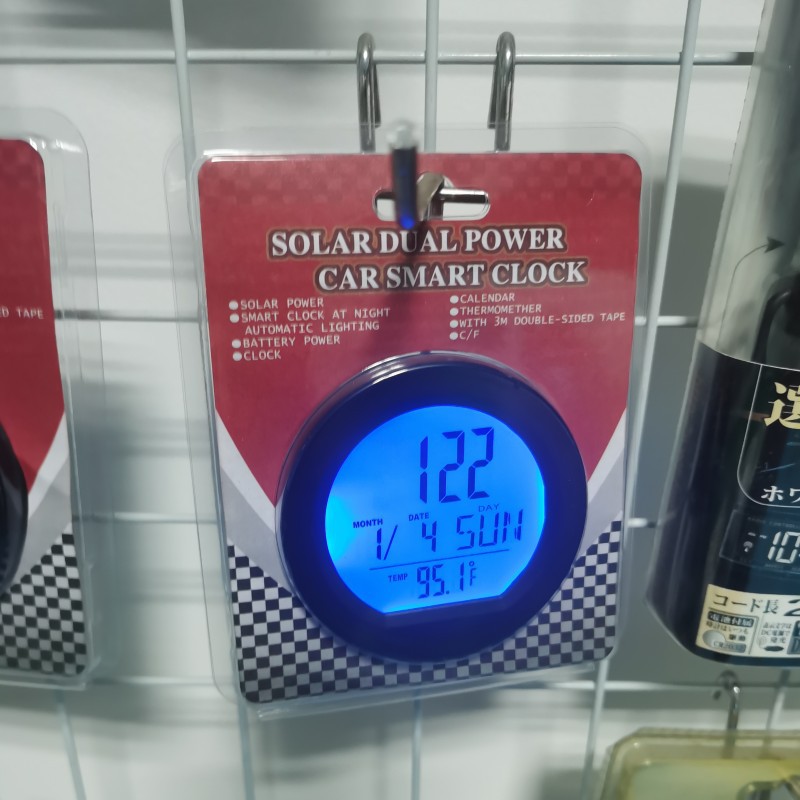 SOLAR DUAL POWER
CAR SMART CLOCK
SOLAR POWER
SMART CLOCK AT NIGHT
AUTOMATIC LIGHTING
BATTERY POWER
CLOCK
CALENDAR
THERMOMETHER
WITH 3M DOUBLE-SIDED TAPE
C/F
122
MONTH DATE DAY
1/ 4 SUN
TEMP 95.1°F
ED TAPE
ホワ
10
コード長 2